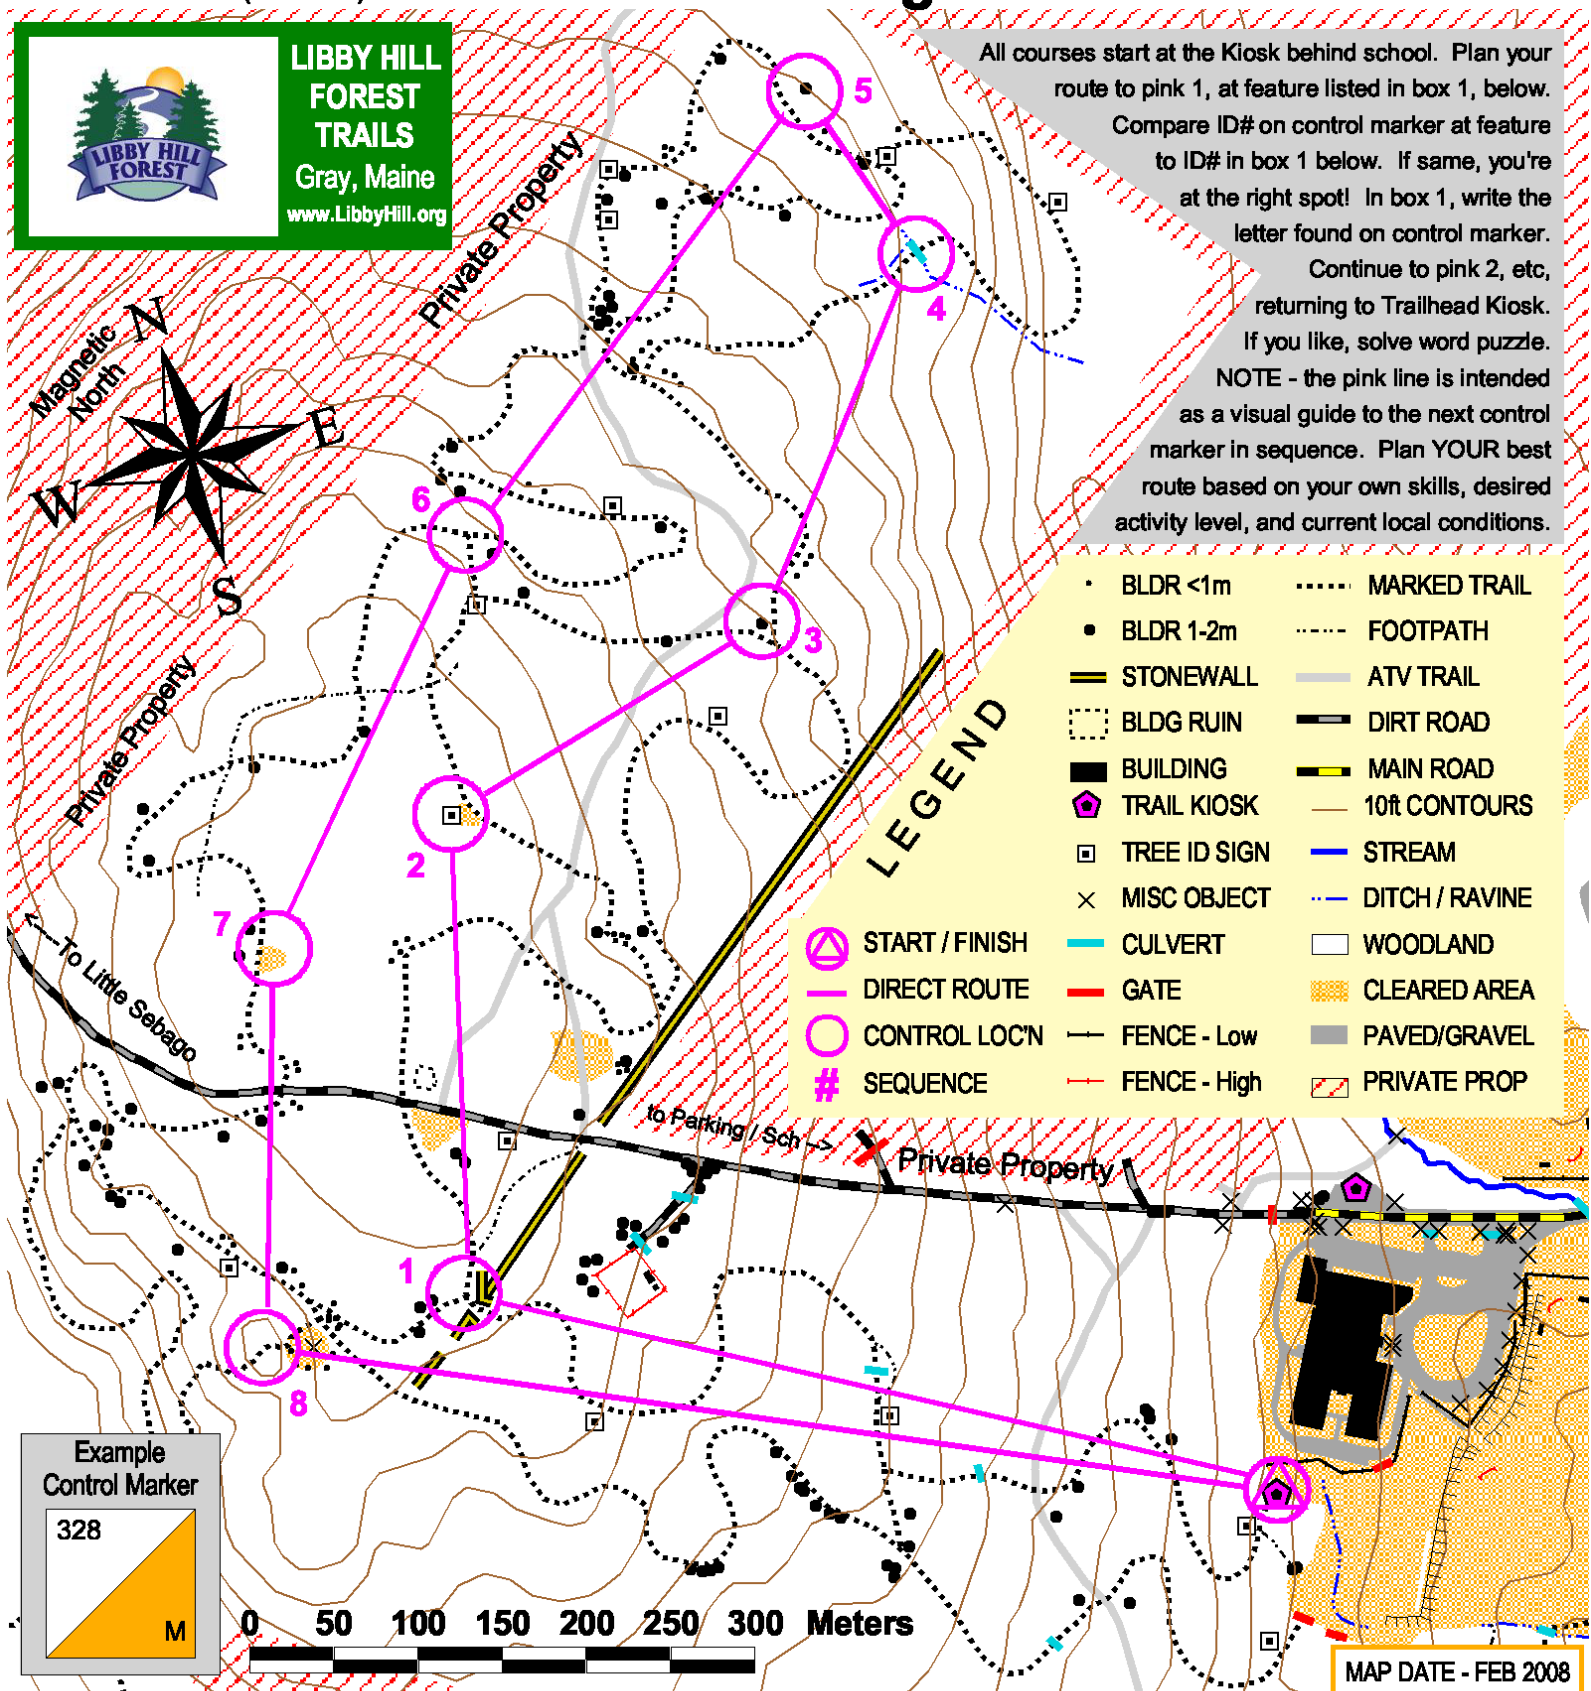 LIBBY HILL
FOREST
TRAILS
Gray, Maine
www.LibbyHill.org
LIBBY HILL
FOREST
All courses start at the Kiosk behind school. Plan your
route to pink 1, at feature listed in box 1, below.
Compare ID# on control marker at feature
to ID# in box 1 below. If same, you're
at the right spot! In box 1, write the
letter found on control marker.
Continue to pink 2, etc,
returning to Trailhead Kiosk.
If you like, solve word puzzle.
NOTE - the pink line is intended
as a visual guide to the next control
marker in sequence. Plan YOUR best
route based on your own skills, desired
activity level, and current local conditions.
Private Property
Magnetic
North
N
E
W
S
Private Property
5
4
6
3
2
7
1
8
To Little Sebago
to Parking / Sch -->
Private Property
LEGEND
BLDR <1m
BLDR 1-2m
STONEWALL
BLDG RUIN
BUILDING
TRAIL KIOSK
TREE ID SIGN
MISC OBJECT
CULVERT
GATE
FENCE - Low
FENCE - High
MARKED TRAIL
FOOTPATH
ATV TRAIL
DIRT ROAD
MAIN ROAD
10ft CONTOURS
STREAM
DITCH / RAVINE
WOODLAND
CLEARED AREA
PAVED/GRAVEL
PRIVATE PROP
START / FINISH
DIRECT ROUTE
CONTROL LOC'N
# SEQUENCE
Example
Control Marker
328
M
0 50 100 150 200 250 300 Meters
MAP DATE - FEB 2008